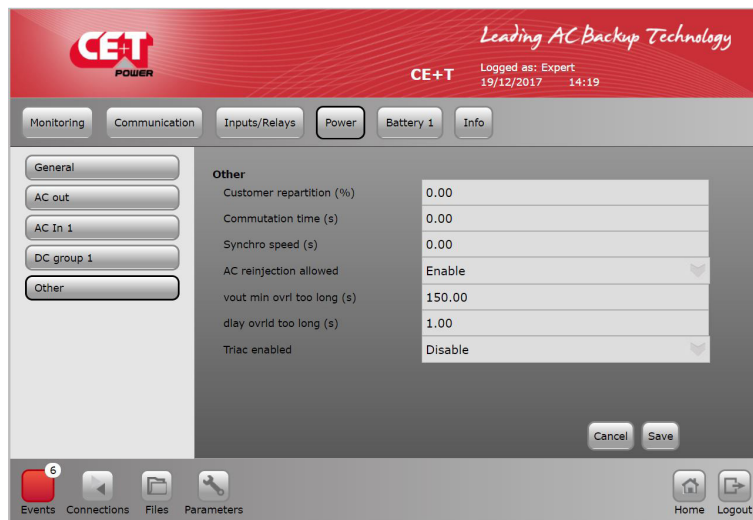 CE+T
POWER
Leading AC Backup Technology
CE+T
Logged as: Expert
19/12/2017 14:19
Monitoring Communication Inputs/Relays Power Battery 1 Info
General
AC out
AC In 1
DC group 1
Other
Other
Customer repartition (%) 0.00
Commutation time (s) 0.00
Synchro speed (s) 0.00
AC reinjection allowed Enable
vout min ovrl too long (s) 150.00
dlay ovrld too long (s) 1.00
Triac enabled Disable
Cancel Save
6
Events Connections Files Parameters Home Logout